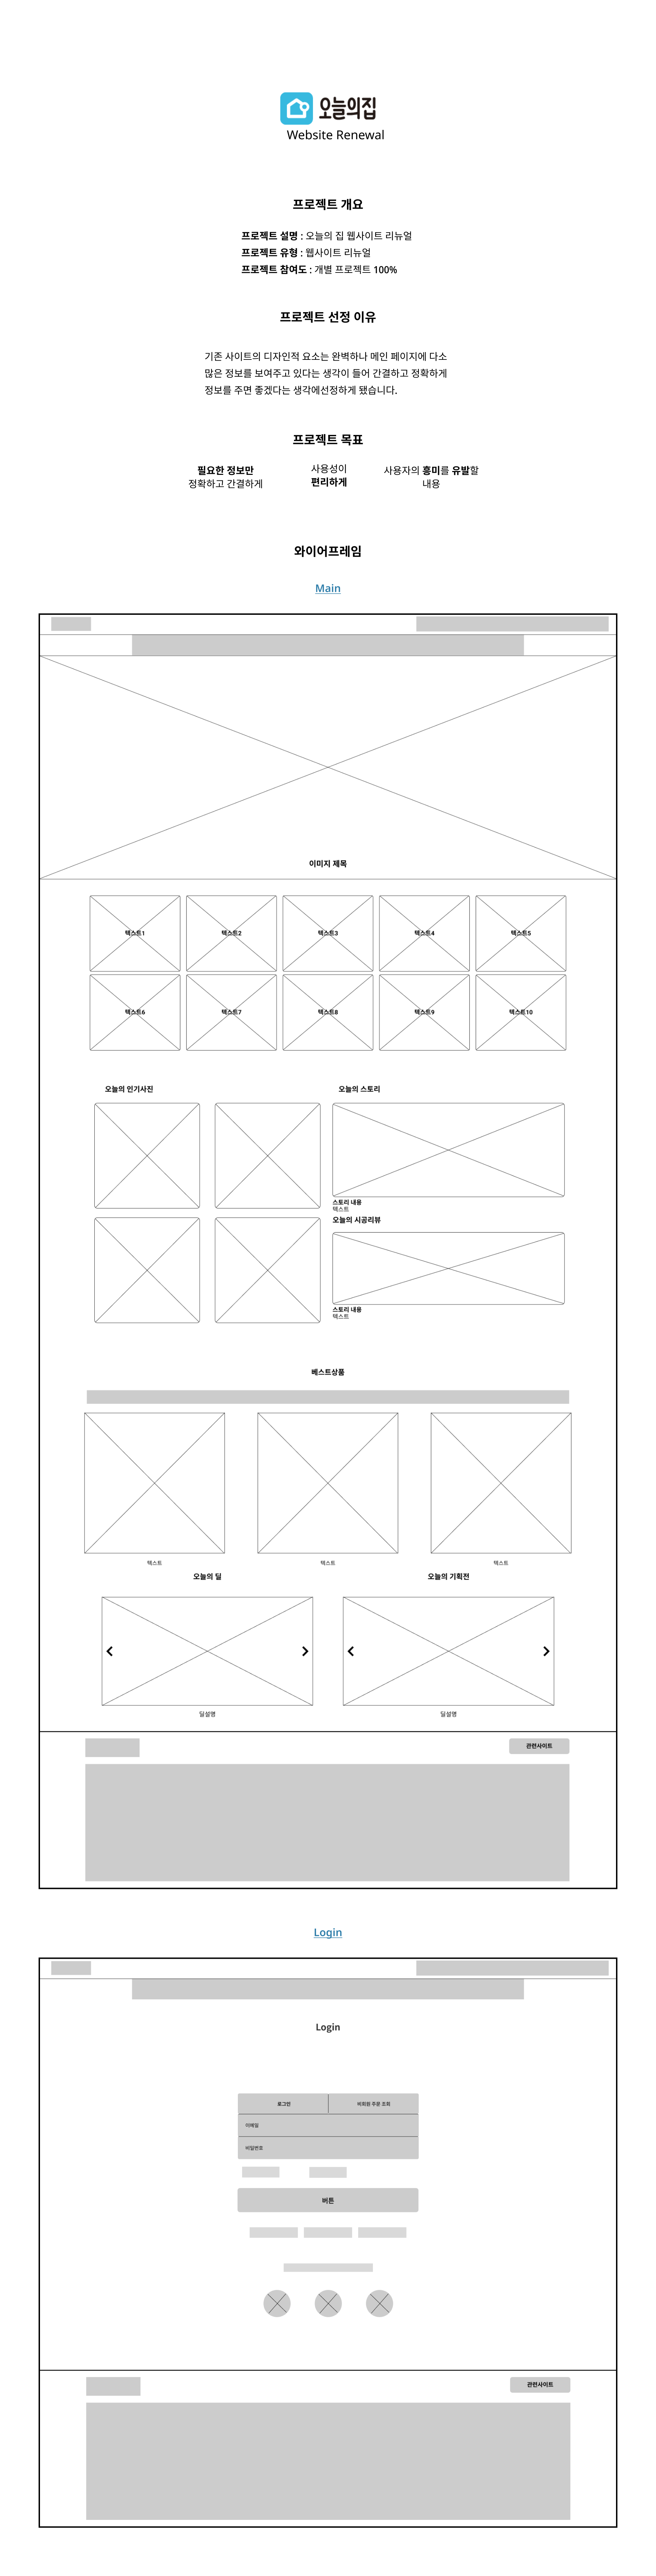 오늘의집
Website Renewal
프로젝트 개요
프로젝트 설명 : 오늘의 집 웹사이트 리뉴얼
프로젝트 유형 : 웹사이트 리뉴얼
프로젝트 참여도 : 개별 프로젝트 100%
프로젝트 선정 이유
기존 사이트의 디자인적 요소는 완벽하나 메인 페이지에 다소
많은 정보를 보여주고 있다는 생각이 들어 간결하고 정확하게
정보를 주면 좋겠다는 생각에선정하게 됐습니다.
프로젝트 목표
필요한 정보만
정확하고 간결하게
사용성이
편리하게
사용자의 흥미를 유발할
내용
와이어프레임
Main
이미지 제목
텍스트1
텍스트2
텍스트3
텍스트4
텍스트5
텍스트6
텍스트7
텍스트8
텍스트9
텍스트10
오늘의 인기사진
오늘의 스토리
스토리 내용
텍스트
오늘의 시공리뷰
스토리 내용
텍스트
베스트상품
텍스트
텍스트
텍스트
오늘의 딜
오늘의 기획전
딜설명
딜설명
관련사이트
Login
Login
로그인
비회원 주문 조회
이메일
비밀번호
버튼
관련사이트